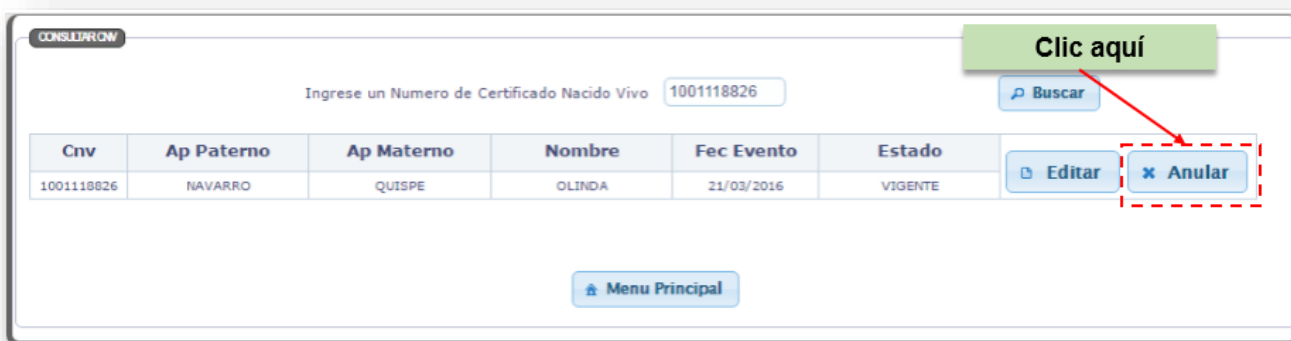 CONSULTAR CNV
Clic aquí
Ingrese un Numero de Certificado Nacido Vivo 1001118826 Buscar
Cnv Ap Paterno Ap Materno Nombre Fec Evento Estado
Editar Anular
1001118826 NAVARRO QUISPE OLINDA 21/03/2016 VIGENTE
Menu Principal